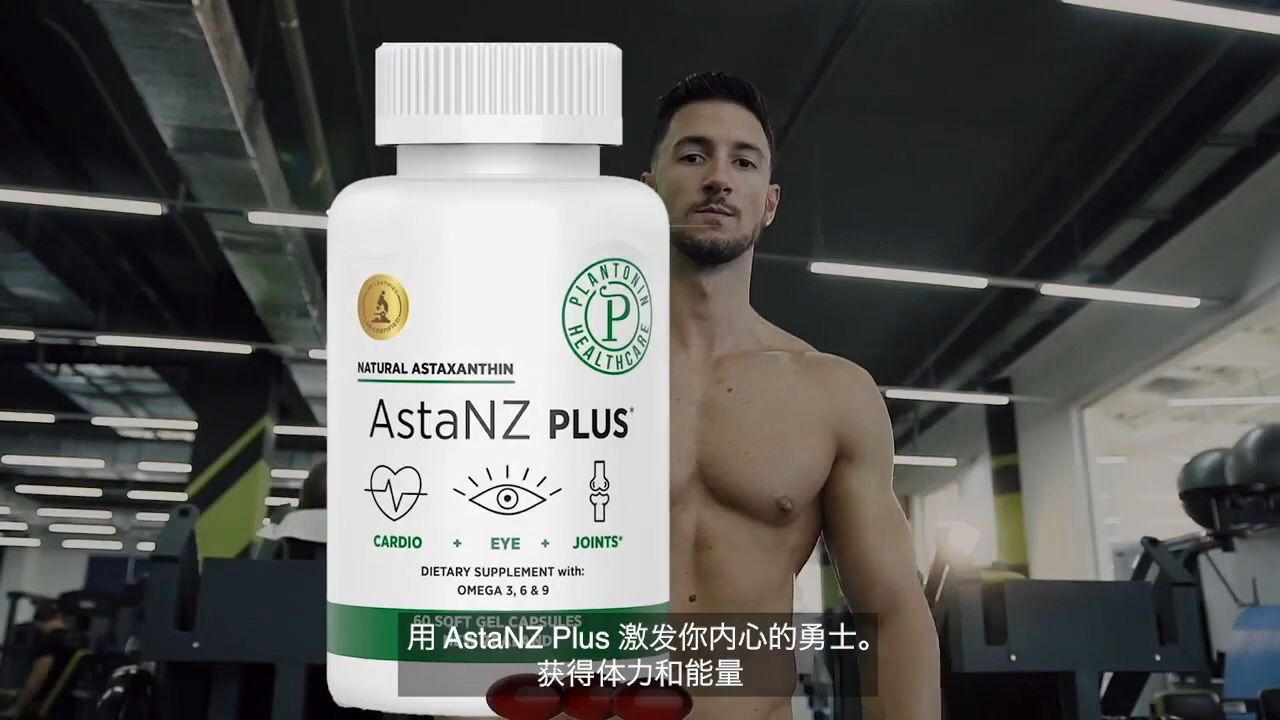 PLANTONIN
HEALTHCARE
P
NATURAL ASTAXANTHIN
AstaNZ PLUS*
CARDIO + EYE + JOINTS*
DIETARY SUPPLEMENT with:
OMEGA 3, 6 & 9
60 SOFT GEL CAPSULES
用 AstaNZ Plus 激发你内心的勇士。
获得体力和能量